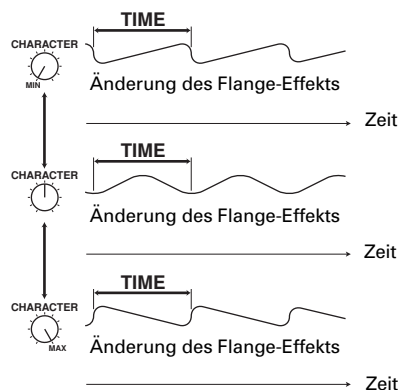 TIME
CHARACTER
MIN
Änderung des Flange-Effekts
Zeit
TIME
CHARACTER
Änderung des Flange-Effekts
Zeit
TIME
CHARACTER
MAX
Änderung des Flange-Effekts
Zeit